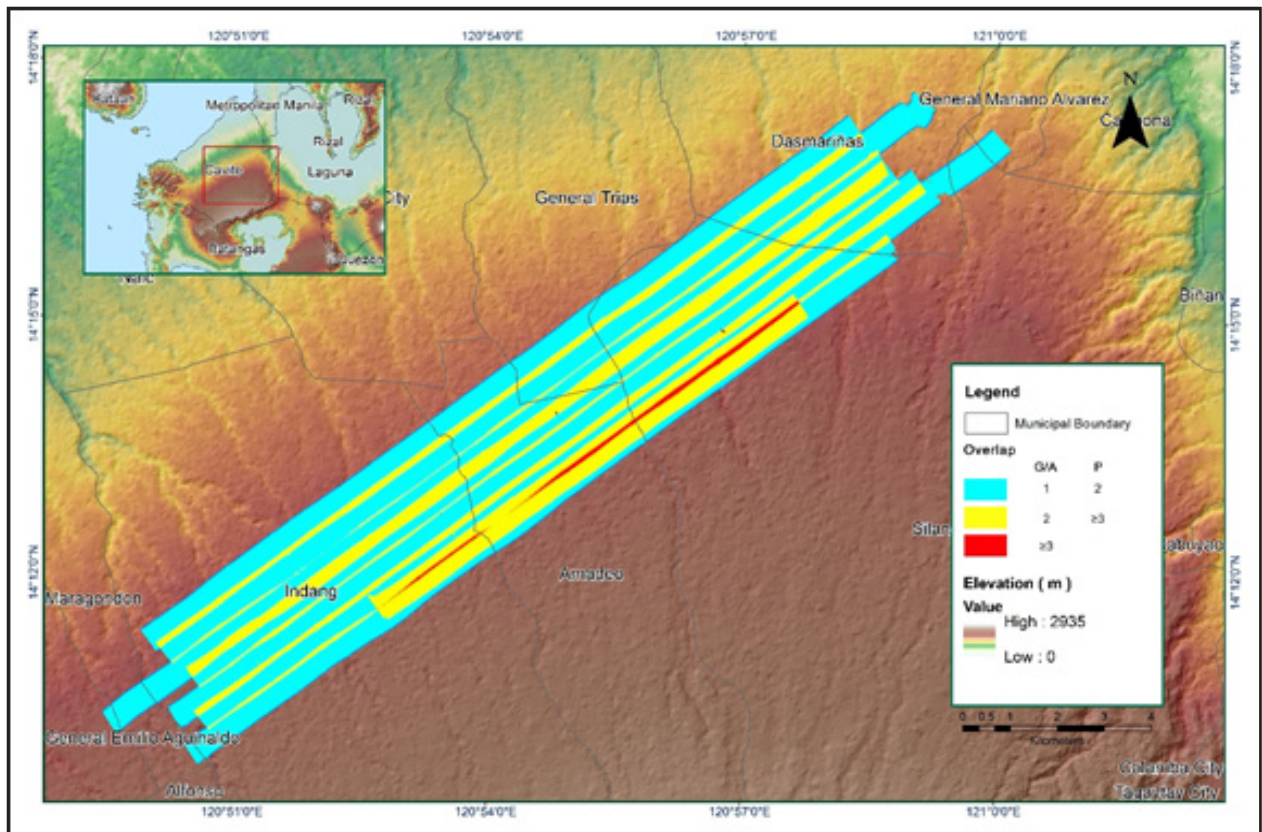 120°51'0"E 120°54'0"E 120°57'0"E 121°0'0"E
14°18'0"N 14°18'0"N
Bataan Metropolitan Manila Rizal
Rizal
Cavite Laguna
Batangas
Quezon
N
General Mariano Alvarez
Carmona
Dasmariñas
City General Trias
Naic
Biñan
14°15'0"N 14°15'0"N
Legend
Municipal Boundary
Overlap
G/A P
1 2
2 ≥3
≥3
Elevation ( m )
Value
High : 2935
Low : 0
Silan
abuyao
Amadeo
Indang
Maragondon
14°12'0"N 14°12'0"N
0 0.5 1 2 3 4
Kilometers
General Emilio Aguinaldo
Alfonso
Calamba City
Tagaytay City
120°51'0"E 120°54'0"E 120°57'0"E 121°0'0"E